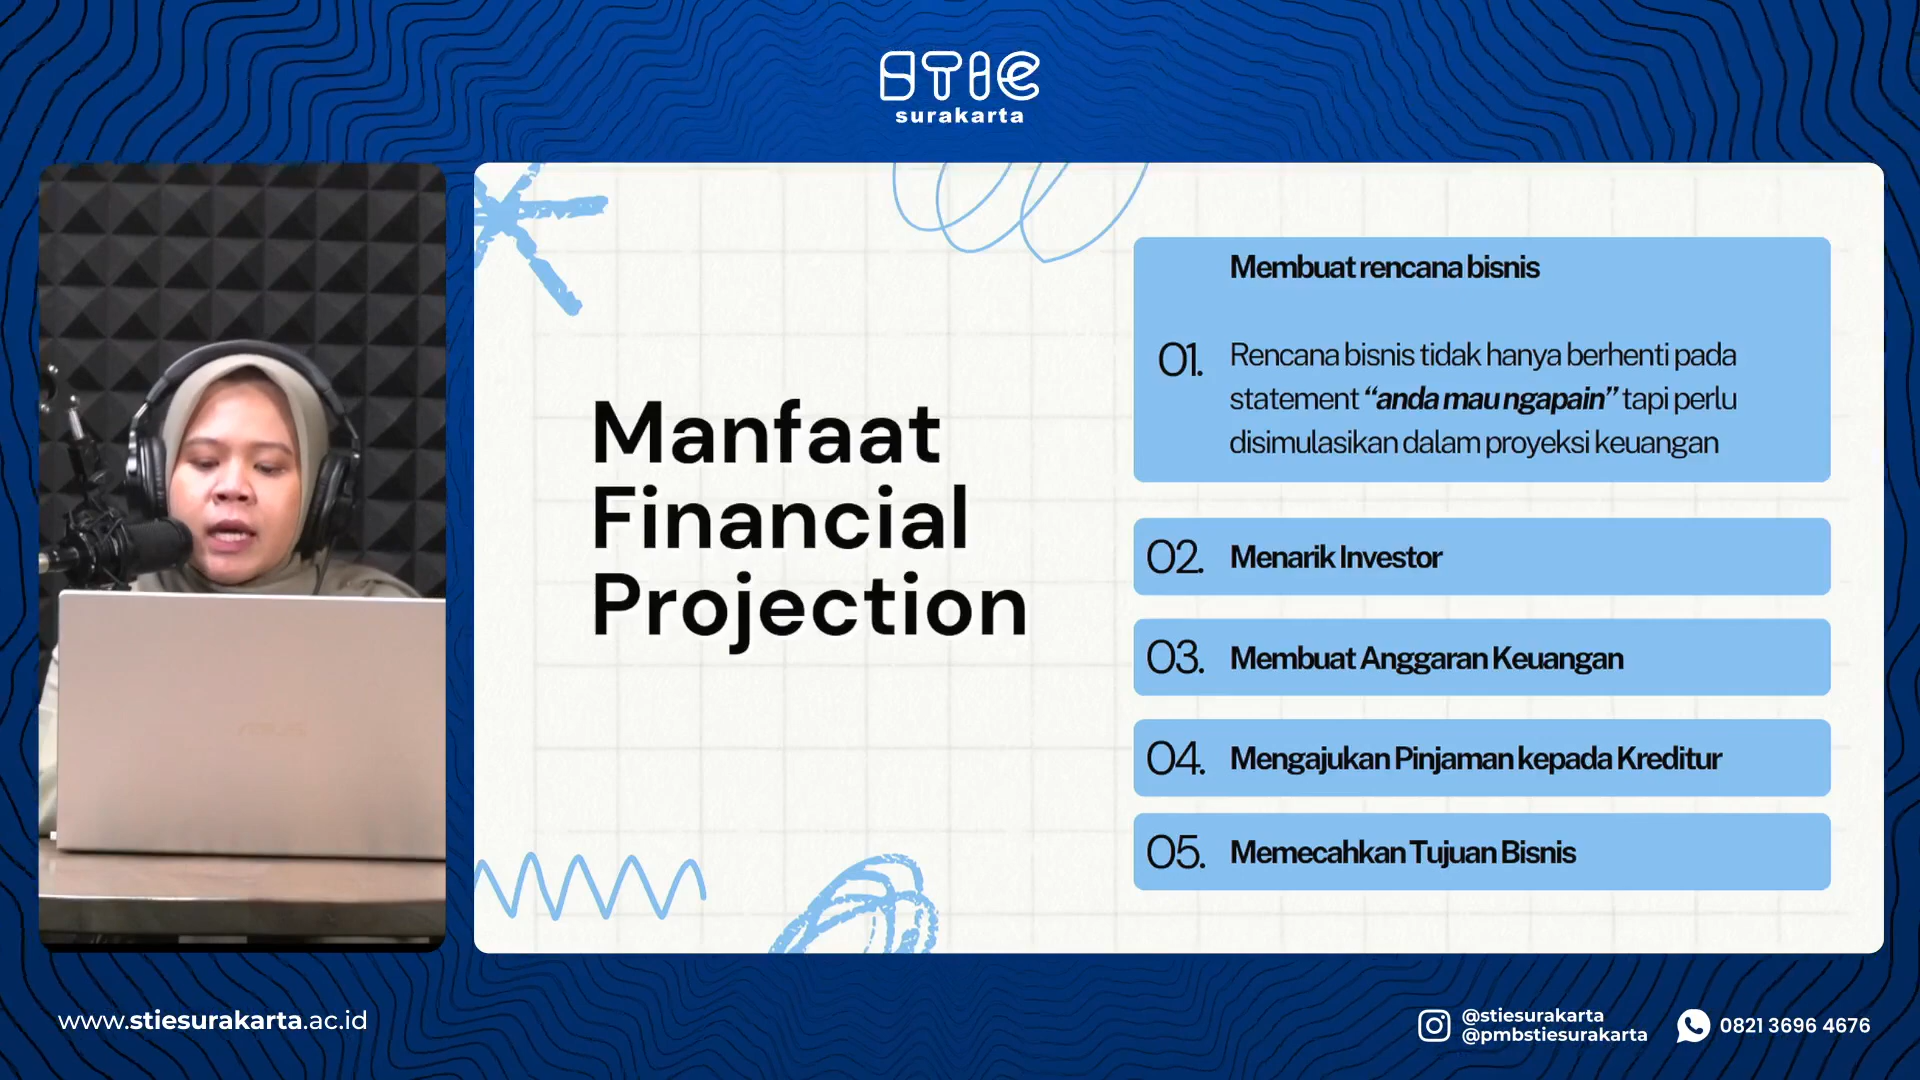 STIE
surakarta
Manfaat
Financial
Projection
Membuat rencana bisnis
01.
Rencana bisnis tidak hanya berhenti pada
statement “anda mau ngapain” tapi perlu
disimulasikan dalam proyeksi keuangan
02. Menarik Investor
03. Membuat Anggaran Keuangan
04. Mengajukan Pinjaman kepada Kreditur
05. Memecahkan Tujuan Bisnis
www.stiesurakarta.ac.id
@stiesurakarta
@pmbstiesurakarta
0821 3696 4676